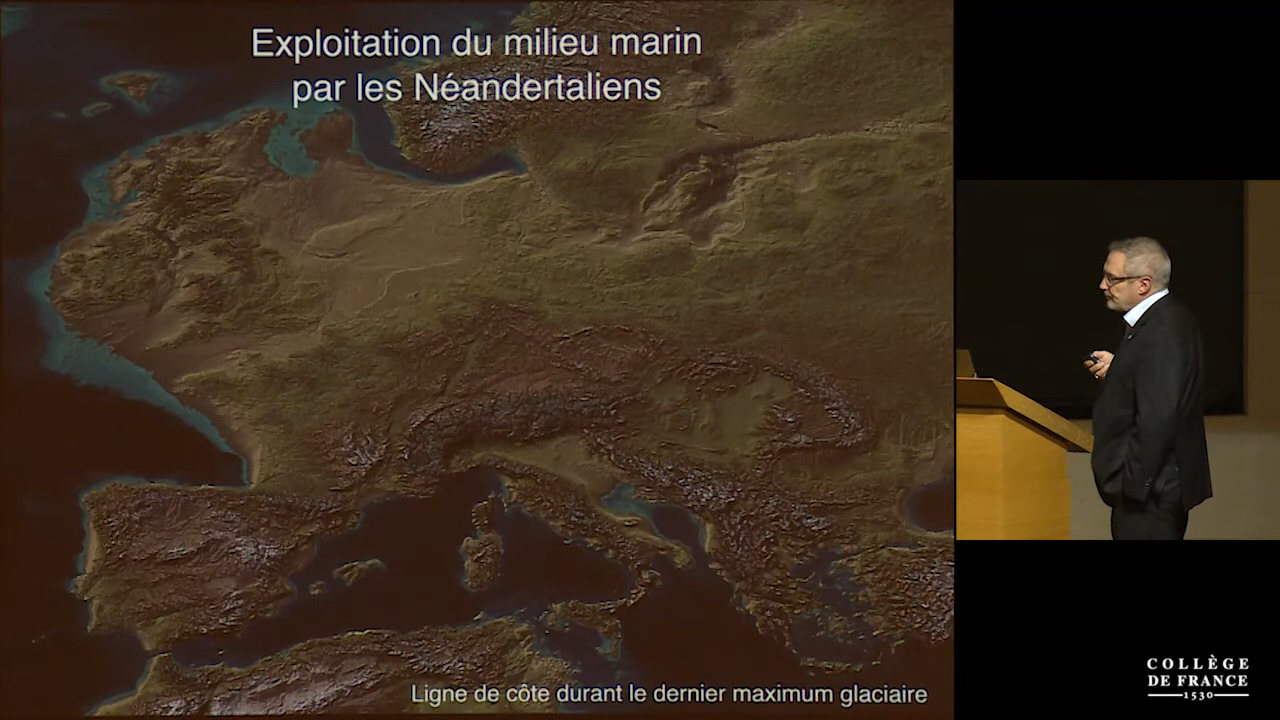 Exploitation du milieu marin
par les Néandertaliens
Ligne de côte durant le dernier maximum glaciaire
COLLÈGE
DE FRANCE
1530